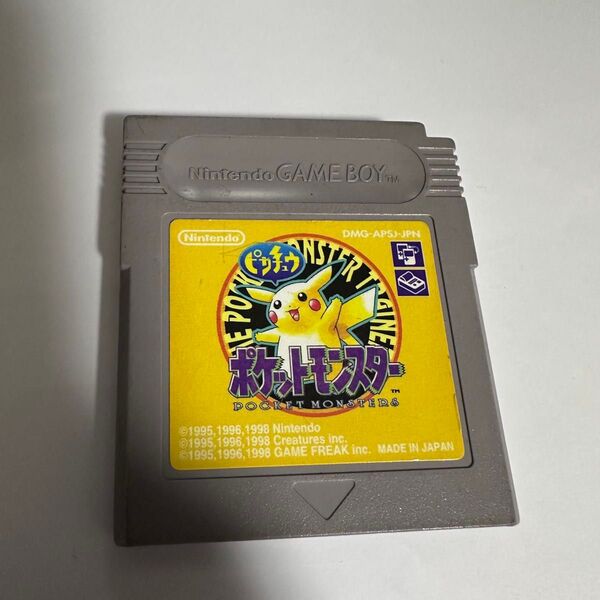 Nintendo GAME BOY™
Nintendo
DMG-APSJ-JPN
ピカチュウ
ポケットモンスター™
POCKET MONSTERS
©1995,1996,1998 Nintendo
©1995,1996,1998 Creatures inc.
©1995,1996,1998 GAME FREAK inc. MADE IN JAPAN